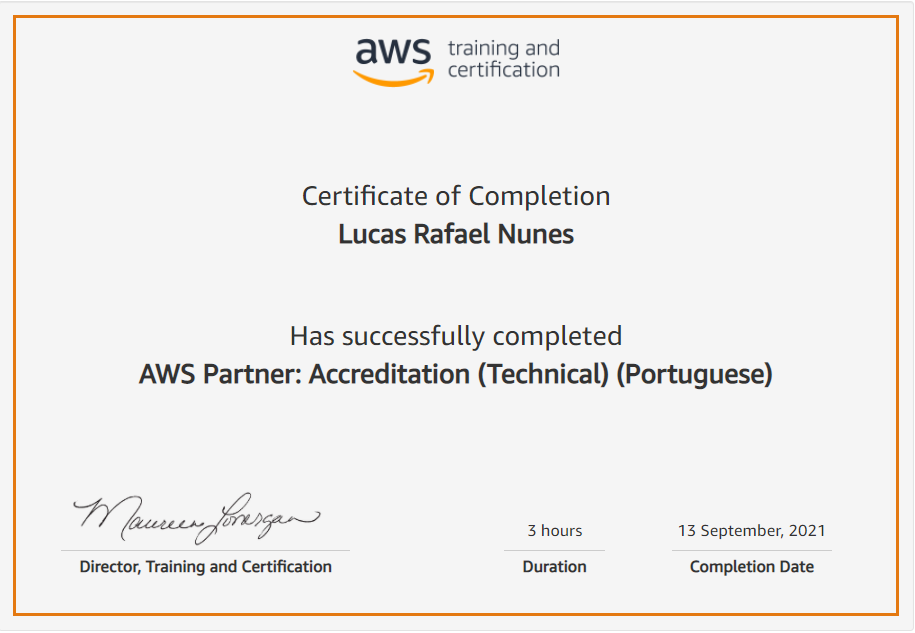 aws training and
certification
Certificate of Completion
Lucas Rafael Nunes
Has successfully completed
AWS Partner: Accreditation (Technical) (Portuguese)
Maureen Lonergan
3 hours
13 September, 2021
Director, Training and Certification
Duration
Completion Date